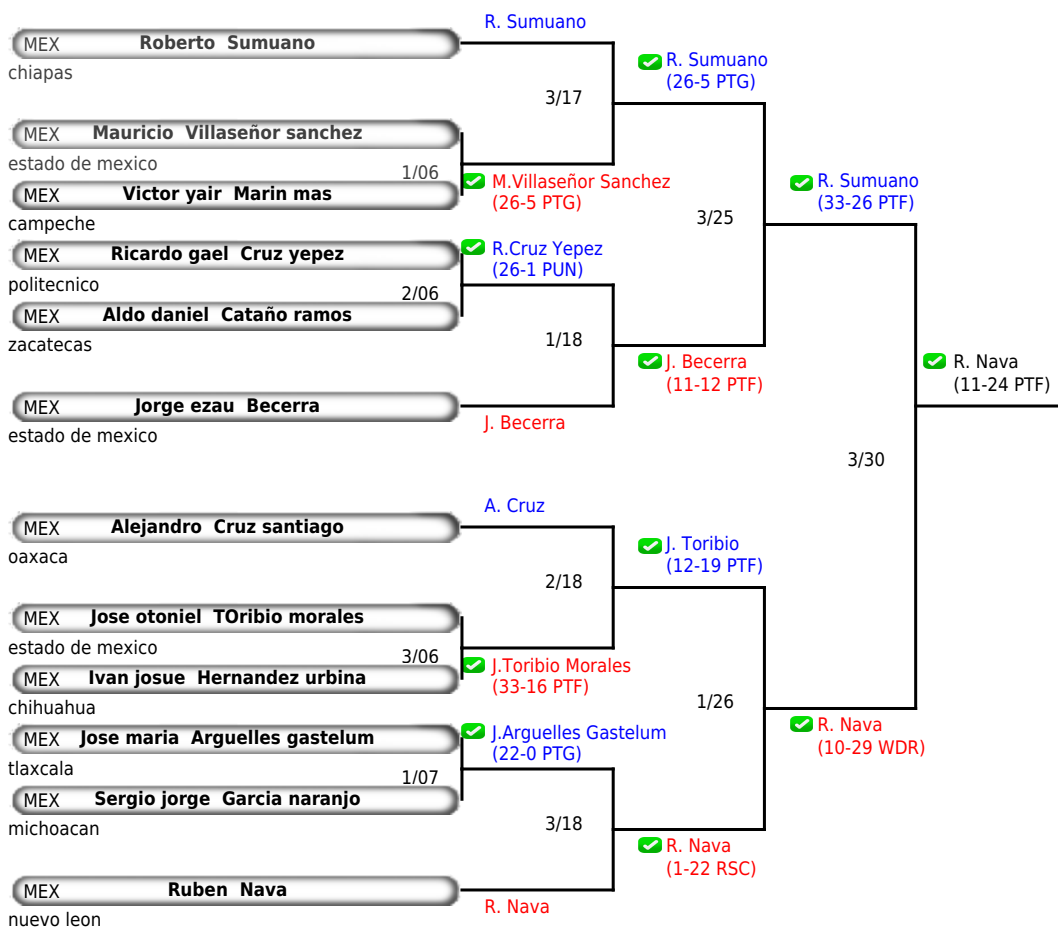 R. Sumuano
MEX Roberto Sumuano
chiapas
R. Sumuano
(26-5 PTG)
3/17
MEX Mauricio Villaseñor sanchez
estado de mexico
1/06
M.Villaseñor Sanchez
(26-5 PTG)
MEX Victor yair Marin mas
campeche
R. Sumuano
(33-26 PTF)
3/25
MEX Ricardo gael Cruz yepez
politecnico
R.Cruz Yepez
(26-1 PUN)
2/06
MEX Aldo daniel Cataño ramos
zacatecas
1/18
J. Becerra
(11-12 PTF)
R. Nava
(11-24 PTF)
MEX Jorge ezau Becerra
estado de mexico
J. Becerra
3/30
A. Cruz
MEX Alejandro Cruz santiago
oaxaca
J. Toribio
(12-19 PTF)
2/18
MEX Jose otoniel TOribio morales
estado de mexico
3/06
J.Toribio Morales
(33-16 PTF)
MEX Ivan josue Hernandez urbina
chihuahua
1/26
R. Nava
(10-29 WDR)
MEX Jose maria Arguelles gastelum
tlaxcala
J.Arguelles Gastelum
(22-0 PTG)
1/07
MEX Sergio jorge Garcia naranjo
michoacan
3/18
R. Nava
(1-22 RSC)
MEX Ruben Nava
nuevo leon
R. Nava